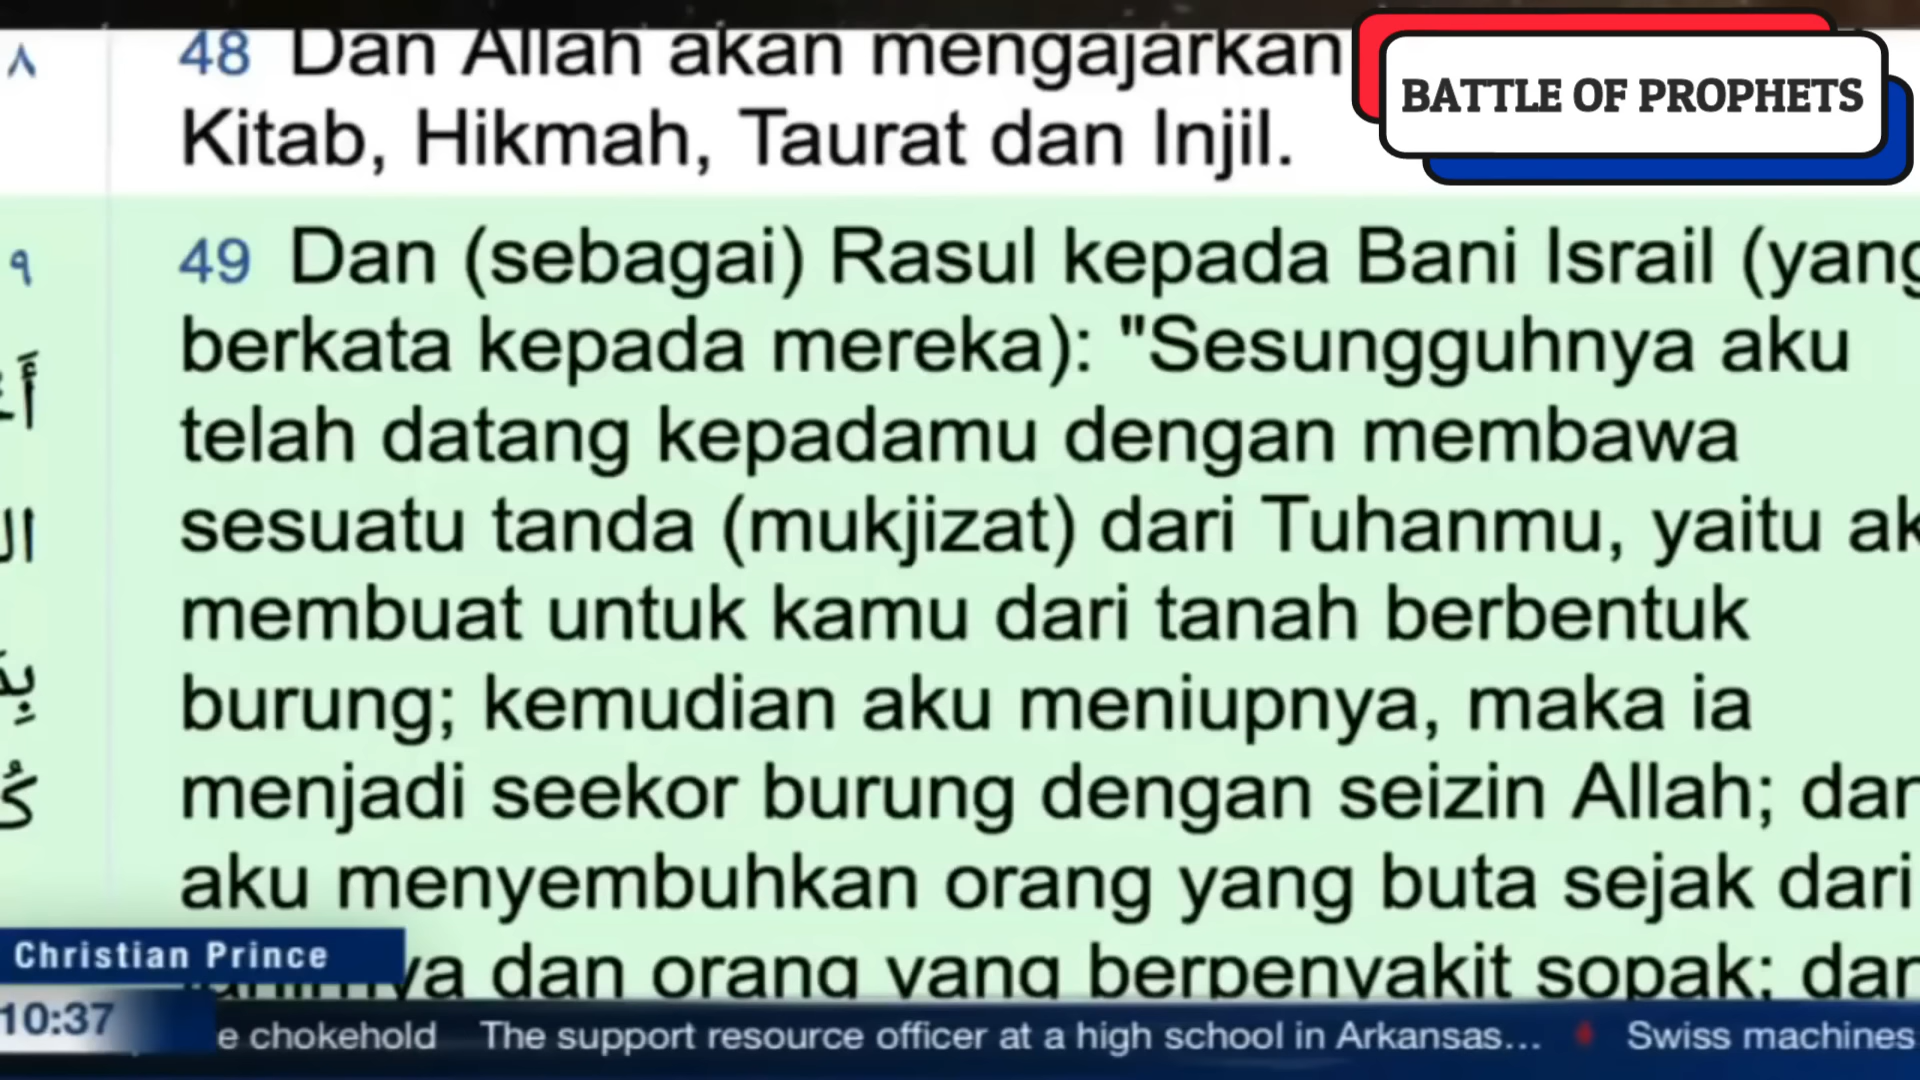 48 Dan Allah akan mengajarkan
Kitab, Hikmah, Taurat dan Injil.
BATTLE OF PROPHETS
49 Dan (sebagai) Rasul kepada Bani Israil (yang
berkata kepada mereka): "Sesungguhnya aku
telah datang kepadamu dengan membawa
sesuatu tanda (mukjizat) dari Tuhanmu, yaitu ak
membuat untuk kamu dari tanah berbentuk
burung; kemudian aku meniupnya, maka ia
menjadi seekor burung dengan seizin Allah; dan
aku menyembuhkan orang yang buta sejak dari
dan orang yang berpenyakit sopak; dan
٨
٩
Christian Prince
10:37
e chokehold The support resource officer at a high school in Arkansas... Swiss machines